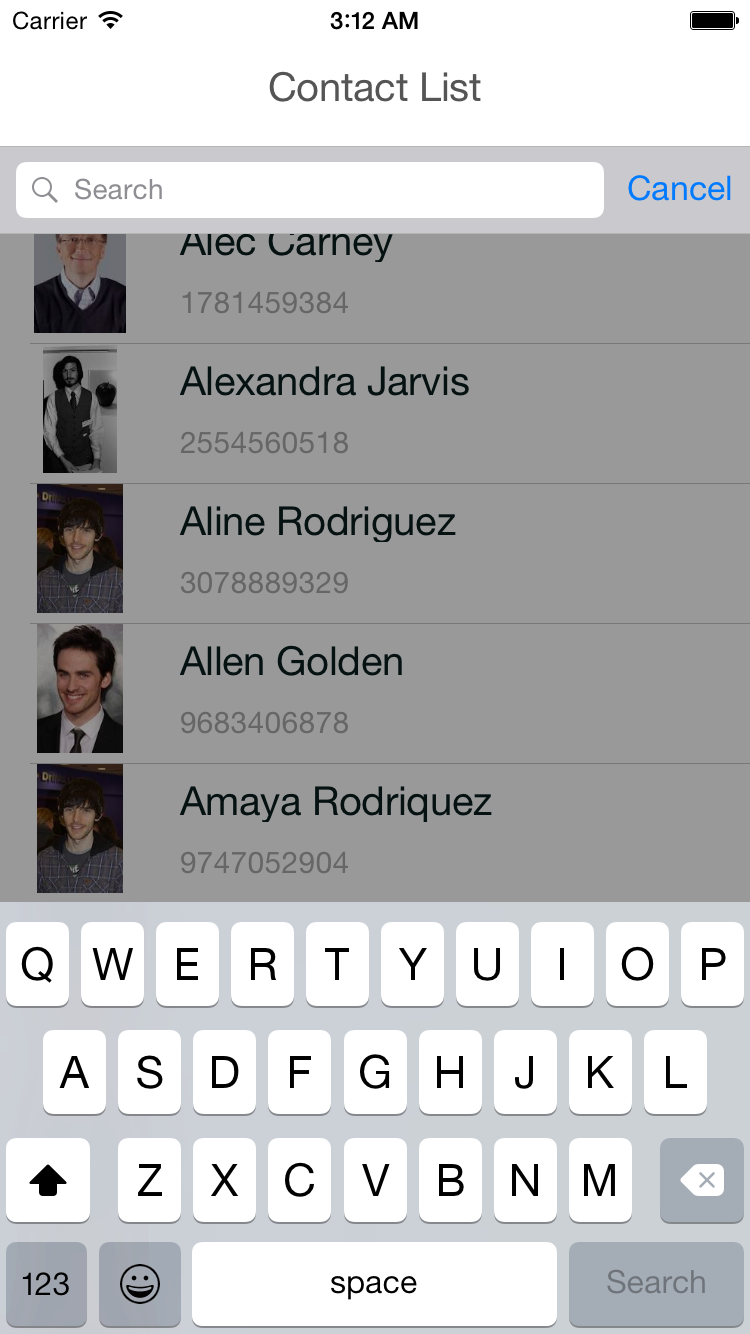 Carrier 3:12 AM
Contact List
Search Cancel
Alec Carney
1781459384
Alexandra Jarvis
2554560518
Aline Rodriguez
3078889329
Allen Golden
9683406878
Amaya Rodriquez
9747052904
Q W E R T Y U I O P
A S D F G H J K L
Z X C V B N M
123 space Search